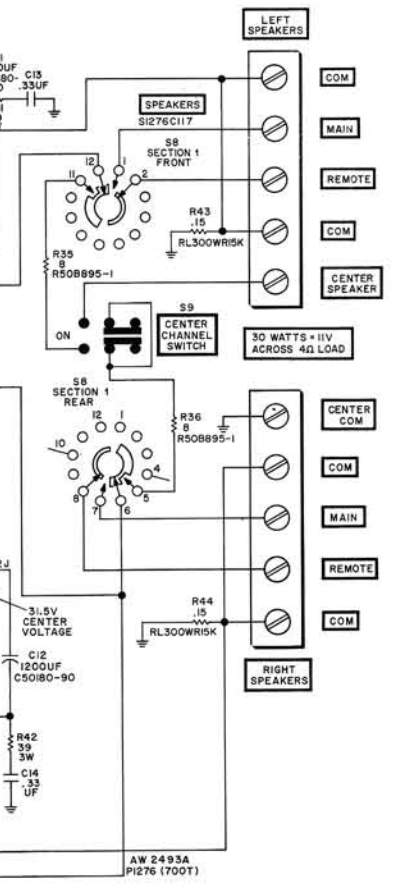 LEFT
SPEAKERS
C13
.33UF
COM
SPEAKERS
S1276C117
MAIN
S8
SECTION 1
FRONT
12
1
11
2
REMOTE
R43
.15
COM
RL300WR15K
R35
8
R50B895-1
CENTER
SPEAKER
S9
ON
CENTER
CHANNEL
SWITCH
30 WATTS = 11V
ACROSS 4Ω LOAD
S8
SECTION 1
REAR
CENTER
COM
12
1
R36
8
R50B895-1
10
4
COM
8
7
6
5
MAIN
REMOTE
R44
.15
31.5V
CENTER
VOLTAGE
RL300WR15K
COM
C12
1200UF
C50180-90
RIGHT
SPEAKERS
R42
39
3W
C14
.33
UF
AW 2493A
P1276 (700T)